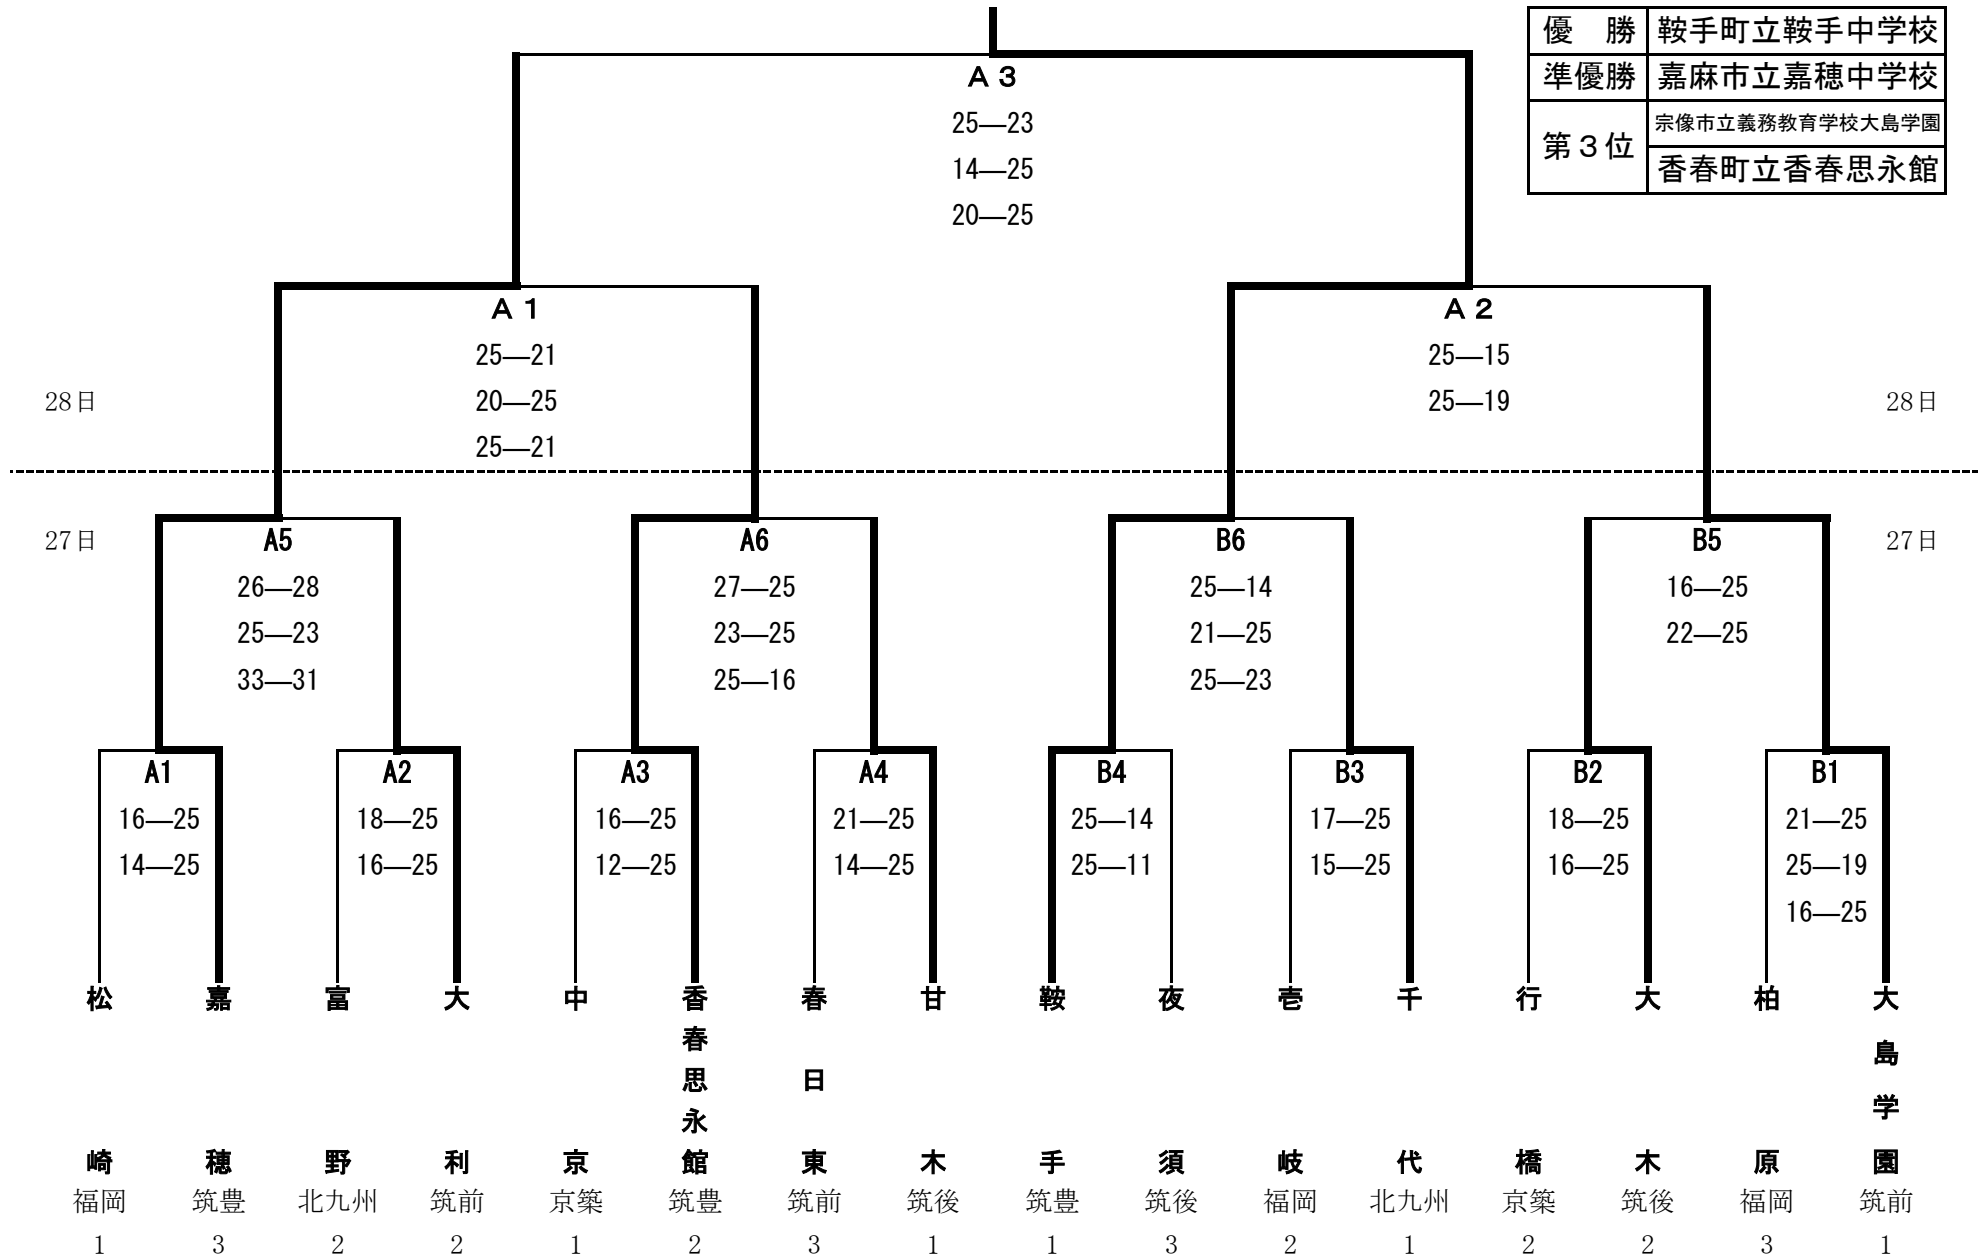 優　勝 鞍手町立鞍手中学校
準優勝 嘉麻市立嘉穂中学校
第３位 宗像市立義務教育学校大島学園
香春町立香春思永館
Ａ３
25―23
14―25
20―25
Ａ１ Ａ２
25―21 25―15
28日 20―25 25―19 28日
25―21
27日 A5 A6 B6 B5 27日
26―28 27―25 25―14 16―25
25―23 23―25 21―25 22―25
33―31 25―16 25―23
A1 A2 A3 A4 B4 B3 B2 B1
16―25 18―25 16―25 21―25 25―14 17―25 18―25 21―25
14―25 16―25 12―25 14―25 25―11 15―25 16―25 25―19
16―25
松崎 嘉穂 富野 大利 中京 香春思永館 春日東 甘木 鞍手 夜須 壱岐 千代 行橋 大木 柏原 大島学園
福岡 筑豊 北九州 筑前 京築 筑豊 筑前 筑後 筑豊 筑後 福岡 北九州 京築 筑後 福岡 筑前
1 3 2 2 1 2 3 1 1 3 2 1 2 2 3 1